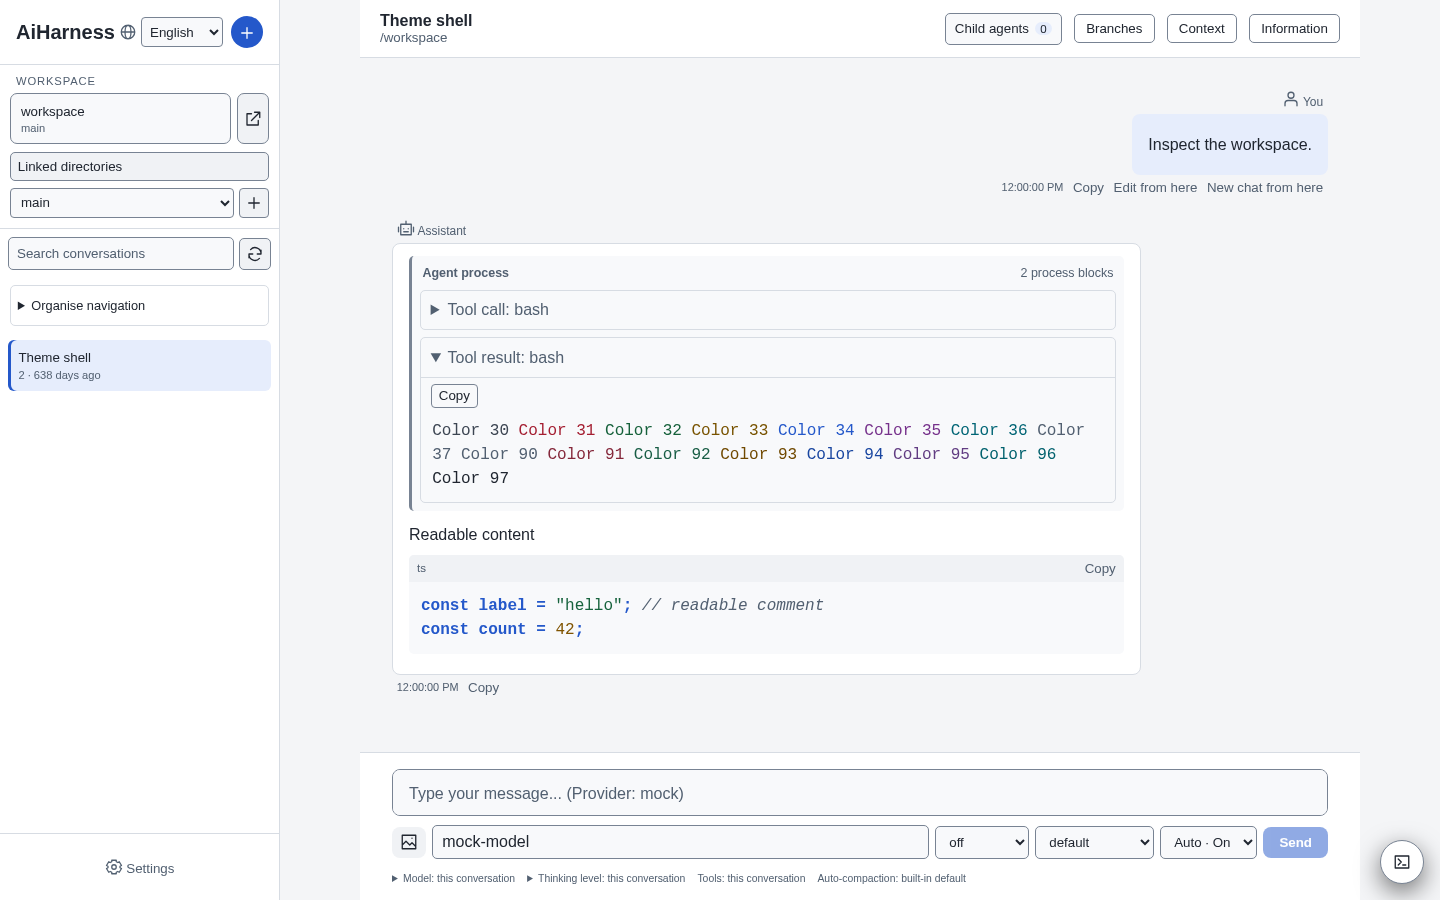 AiHarness
English
WORKSPACE
workspace
main
Linked directories
main
Search conversations
Organise navigation
Theme shell
2 · 638 days ago
Settings
Theme shell
/workspace
Child agents 0
Branches
Context
Information
You
Inspect the workspace.
12:00:00 PM Copy Edit from here New chat from here
Assistant
Agent process
2 process blocks
Tool call: bash
Tool result: bash
Copy
Color 30 Color 31 Color 32 Color 33 Color 34 Color 35 Color 36 Color
37 Color 90 Color 91 Color 92 Color 93 Color 94 Color 95 Color 96
Color 97
Readable content
ts
Copy
const label = "hello"; // readable comment
const count = 42;
12:00:00 PM Copy
Type your message... (Provider: mock)
mock-model
off
default
Auto · On
Send
Model: this conversation Thinking level: this conversation Tools: this conversation Auto-compaction: built-in default